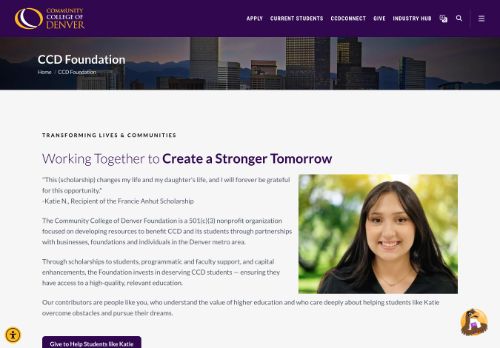 COMMUNITY
COLLEGE OF
DENVER
APPLY CURRENT STUDENTS CCDCONNECT GIVE INDUSTRY HUB
CCD Foundation
Home / CCD Foundation
TRANSFORMING LIVES & COMMUNITIES
Working Together to Create a Stronger Tomorrow
"This (scholarship) changes my life and my daughter's life, and I will forever be grateful
for this opportunity."
-Katie N., Recipient of the Francie Anhut Scholarship
The Community College of Denver Foundation is a 501(c)(3) nonprofit organization
focused on developing resources to benefit CCD and its students through partnerships
with businesses, foundations and individuals in the Denver metro area.
Through scholarships to students, programmatic and faculty support, and capital
enhancements, the Foundation invests in deserving CCD students — ensuring they
have access to a high-quality, relevant education.
Our contributors are people like you, who understand the value of higher education and who care deeply about helping students like Katie
overcome obstacles and pursue their dreams.
Give to Help Students like Katie